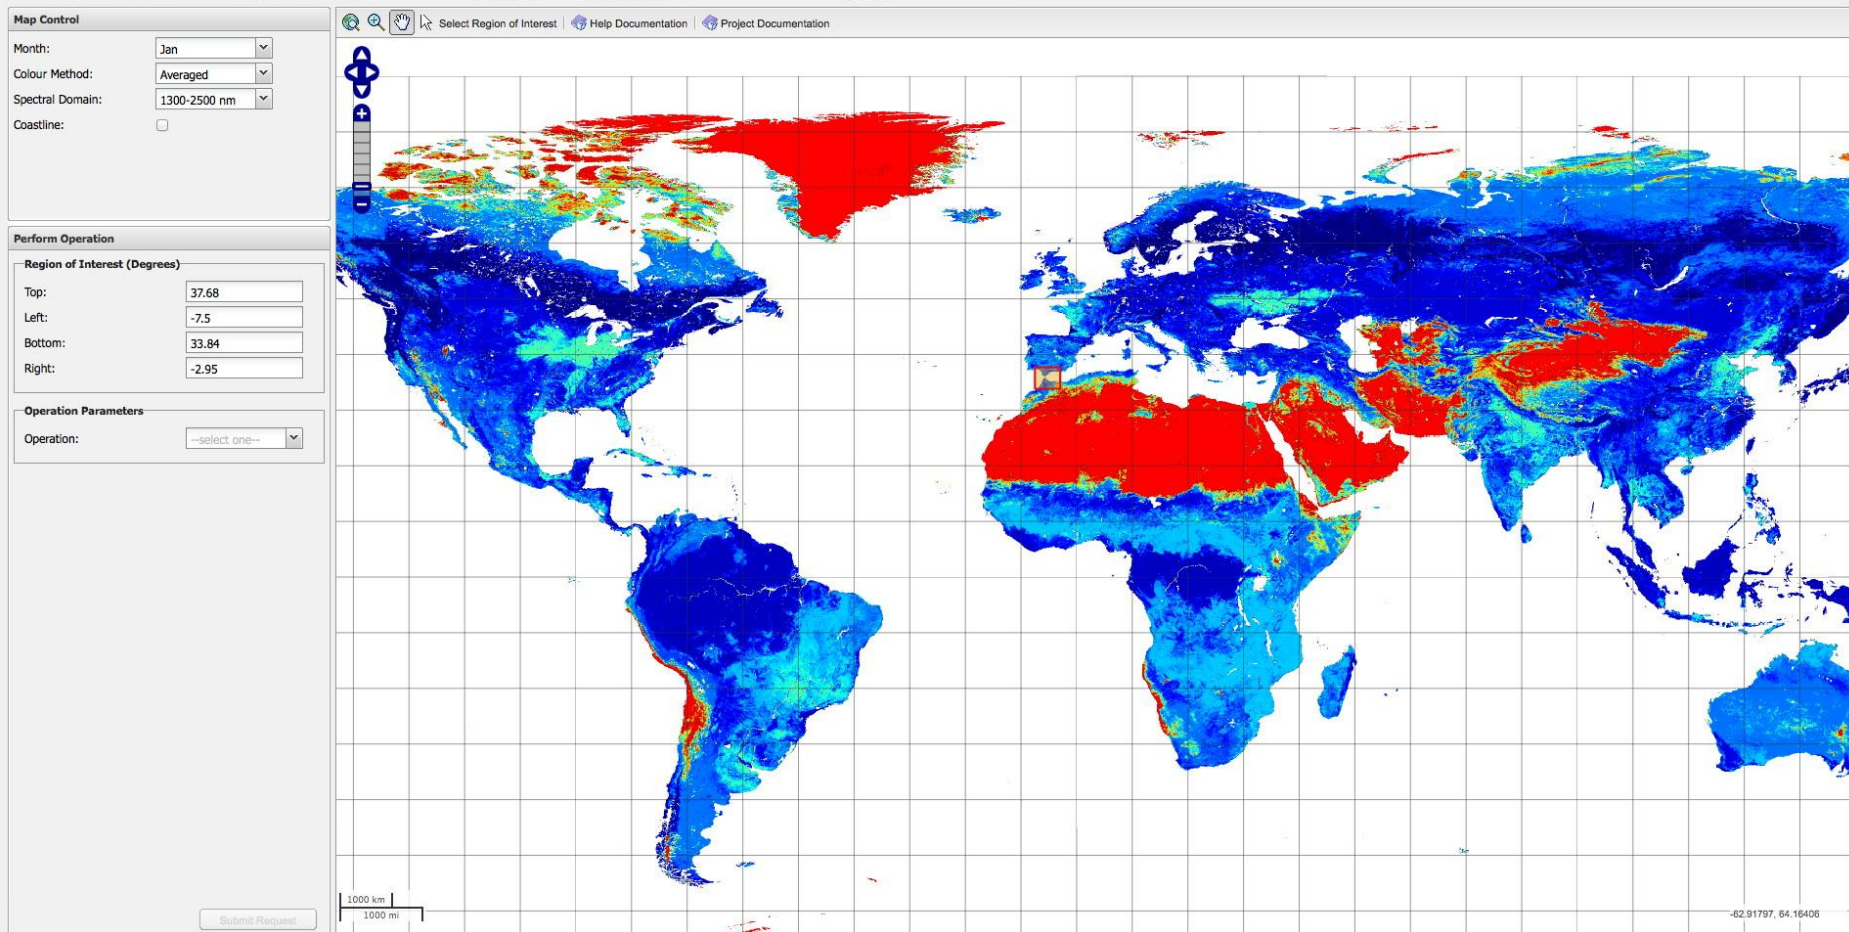 Map Control
Month: Jan
Colour Method: Averaged
Spectral Domain: 1300-2500 nm
Coastline:
Perform Operation
Region of Interest (Degrees)
Top: 37.68
Left: -7.5
Bottom: 33.84
Right: -2.95
Operation Parameters
Operation: --select one--
Submit Request
Select Region of Interest Help Documentation Project Documentation
1000 km
1000 mi
-62.91797, 64.16406